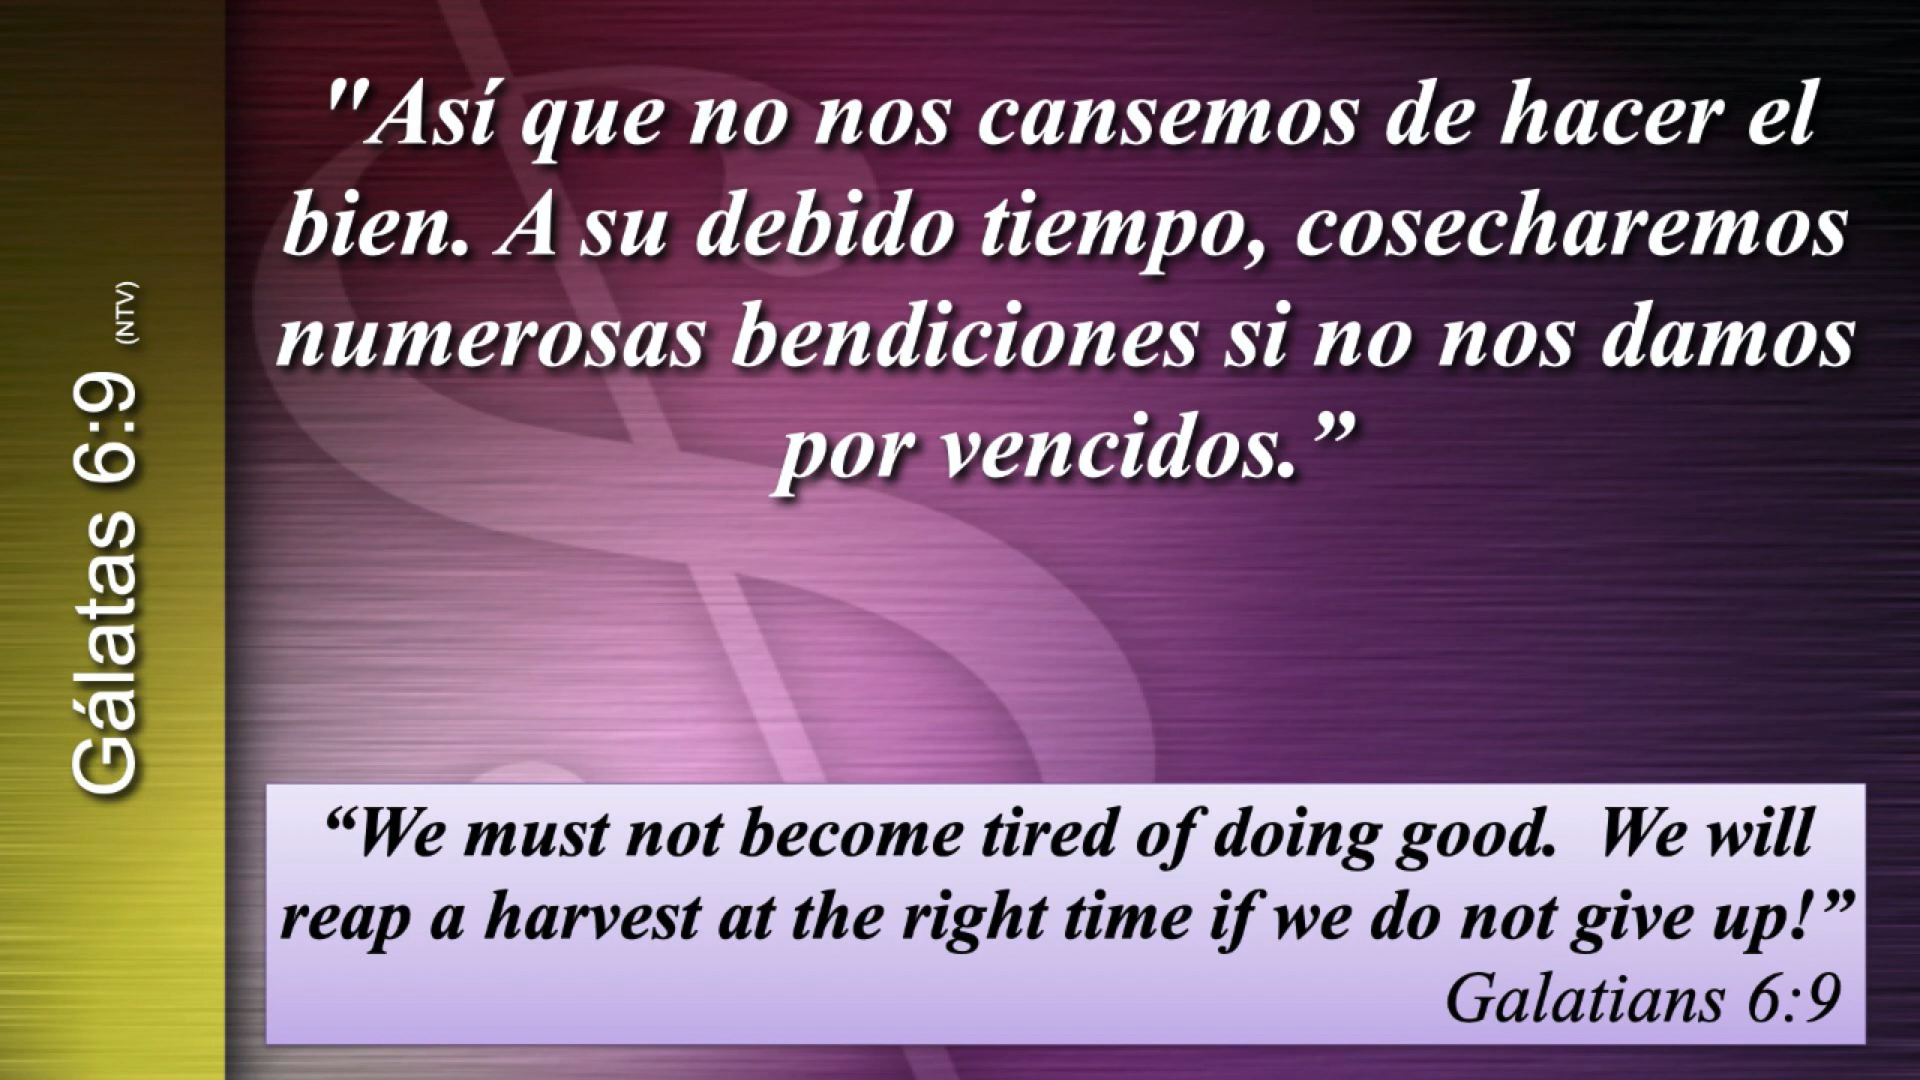 Gálatas 6:9 (NTV)
"Así que no nos cansemos de hacer el
bien. A su debido tiempo, cosecharemos
numerosas bendiciones si no nos damos
por vencidos.”
“We must not become tired of doing good.  We will
reap a harvest at the right time if we do not give up!”
Galatians 6:9